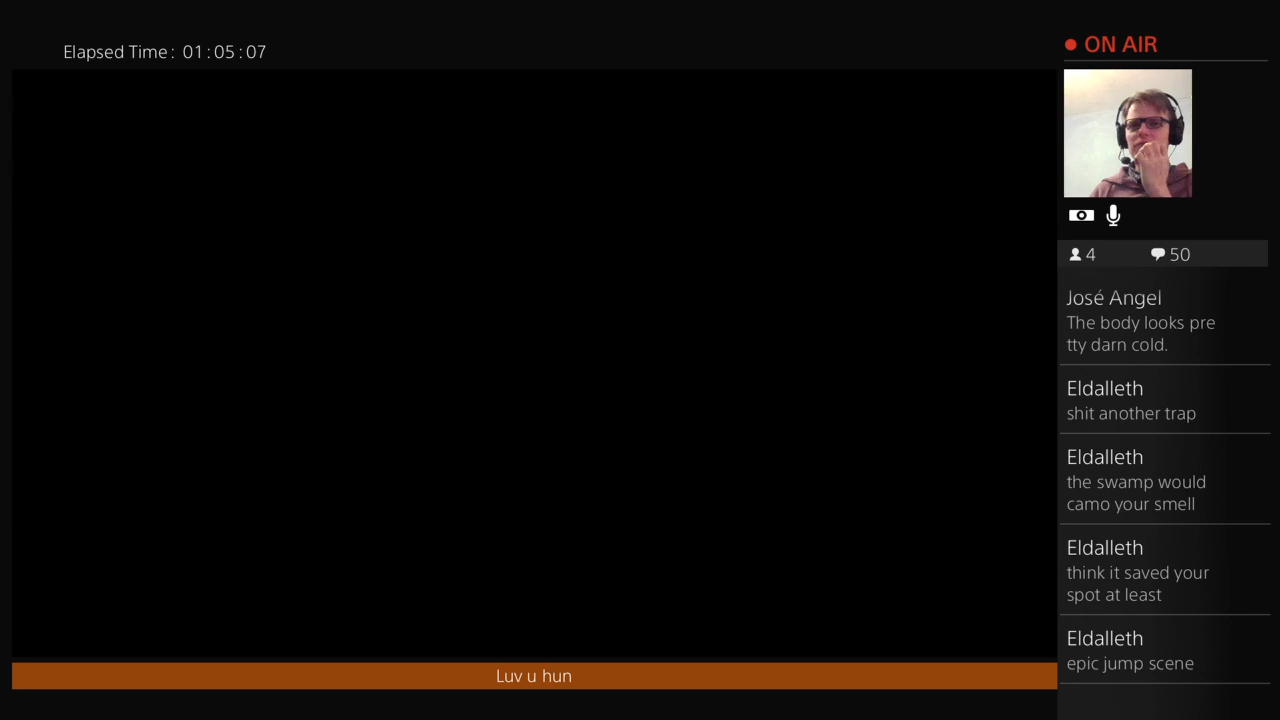 Elapsed Time: 01:05:07
ON AIR
4
50
José Angel
The body looks pre
tty darn cold.
Eldalleth
shit another trap
Eldalleth
the swamp would
camo your smell
Eldalleth
think it saved your
spot at least
Eldalleth
epic jump scene
Luv u hun